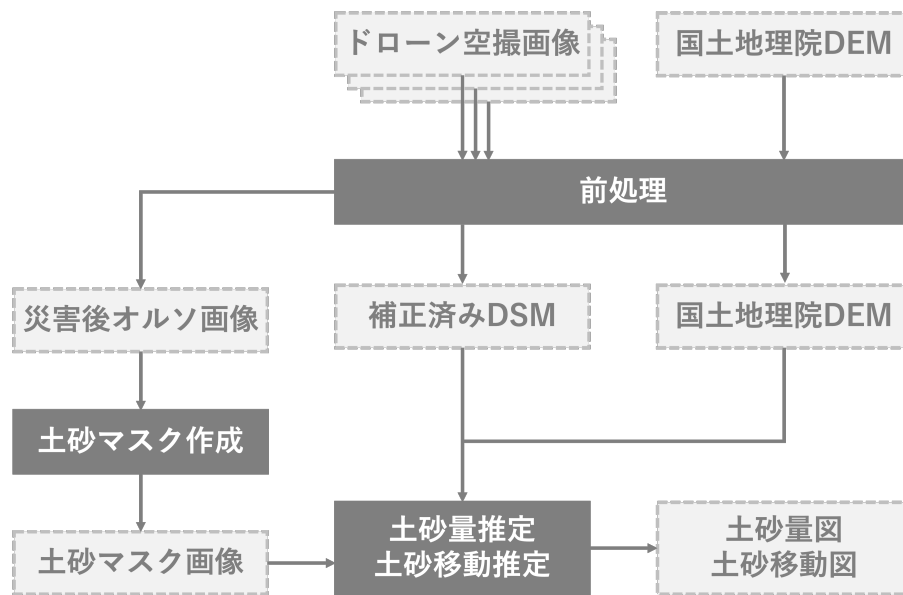 ドローン空撮画像
国土地理院DEM
前処理
災害後オルソ画像
補正済みDSM
国土地理院DEM
土砂マスク作成
土砂マスク画像
土砂量推定
土砂移動推定
土砂量図
土砂移動図